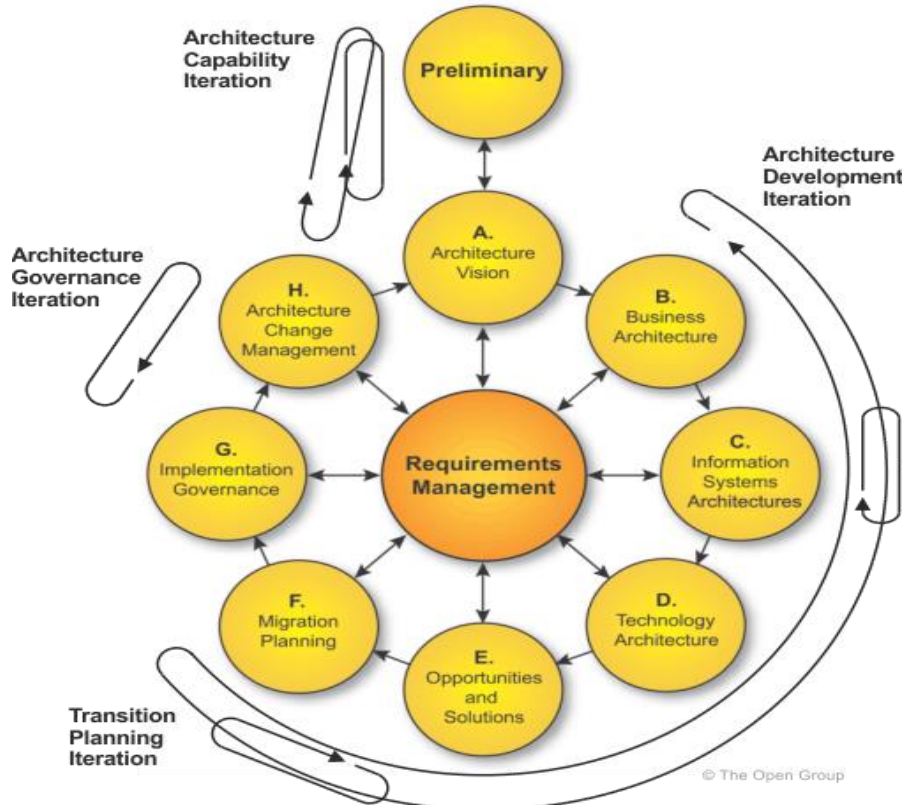 Architecture
Capability
Iteration
Preliminary
Architecture
Development
Iteration
A.
Architecture
Vision
Architecture
Governance
Iteration
H.
Architecture
Change
Management
B.
Business
Architecture
G.
Implementation
Governance
Requirements
Management
C.
Information
Systems
Architectures
F.
Migration
Planning
D.
Technology
Architecture
E.
Opportunities
and
Solutions
Transition
Planning
Iteration
© The Open Group